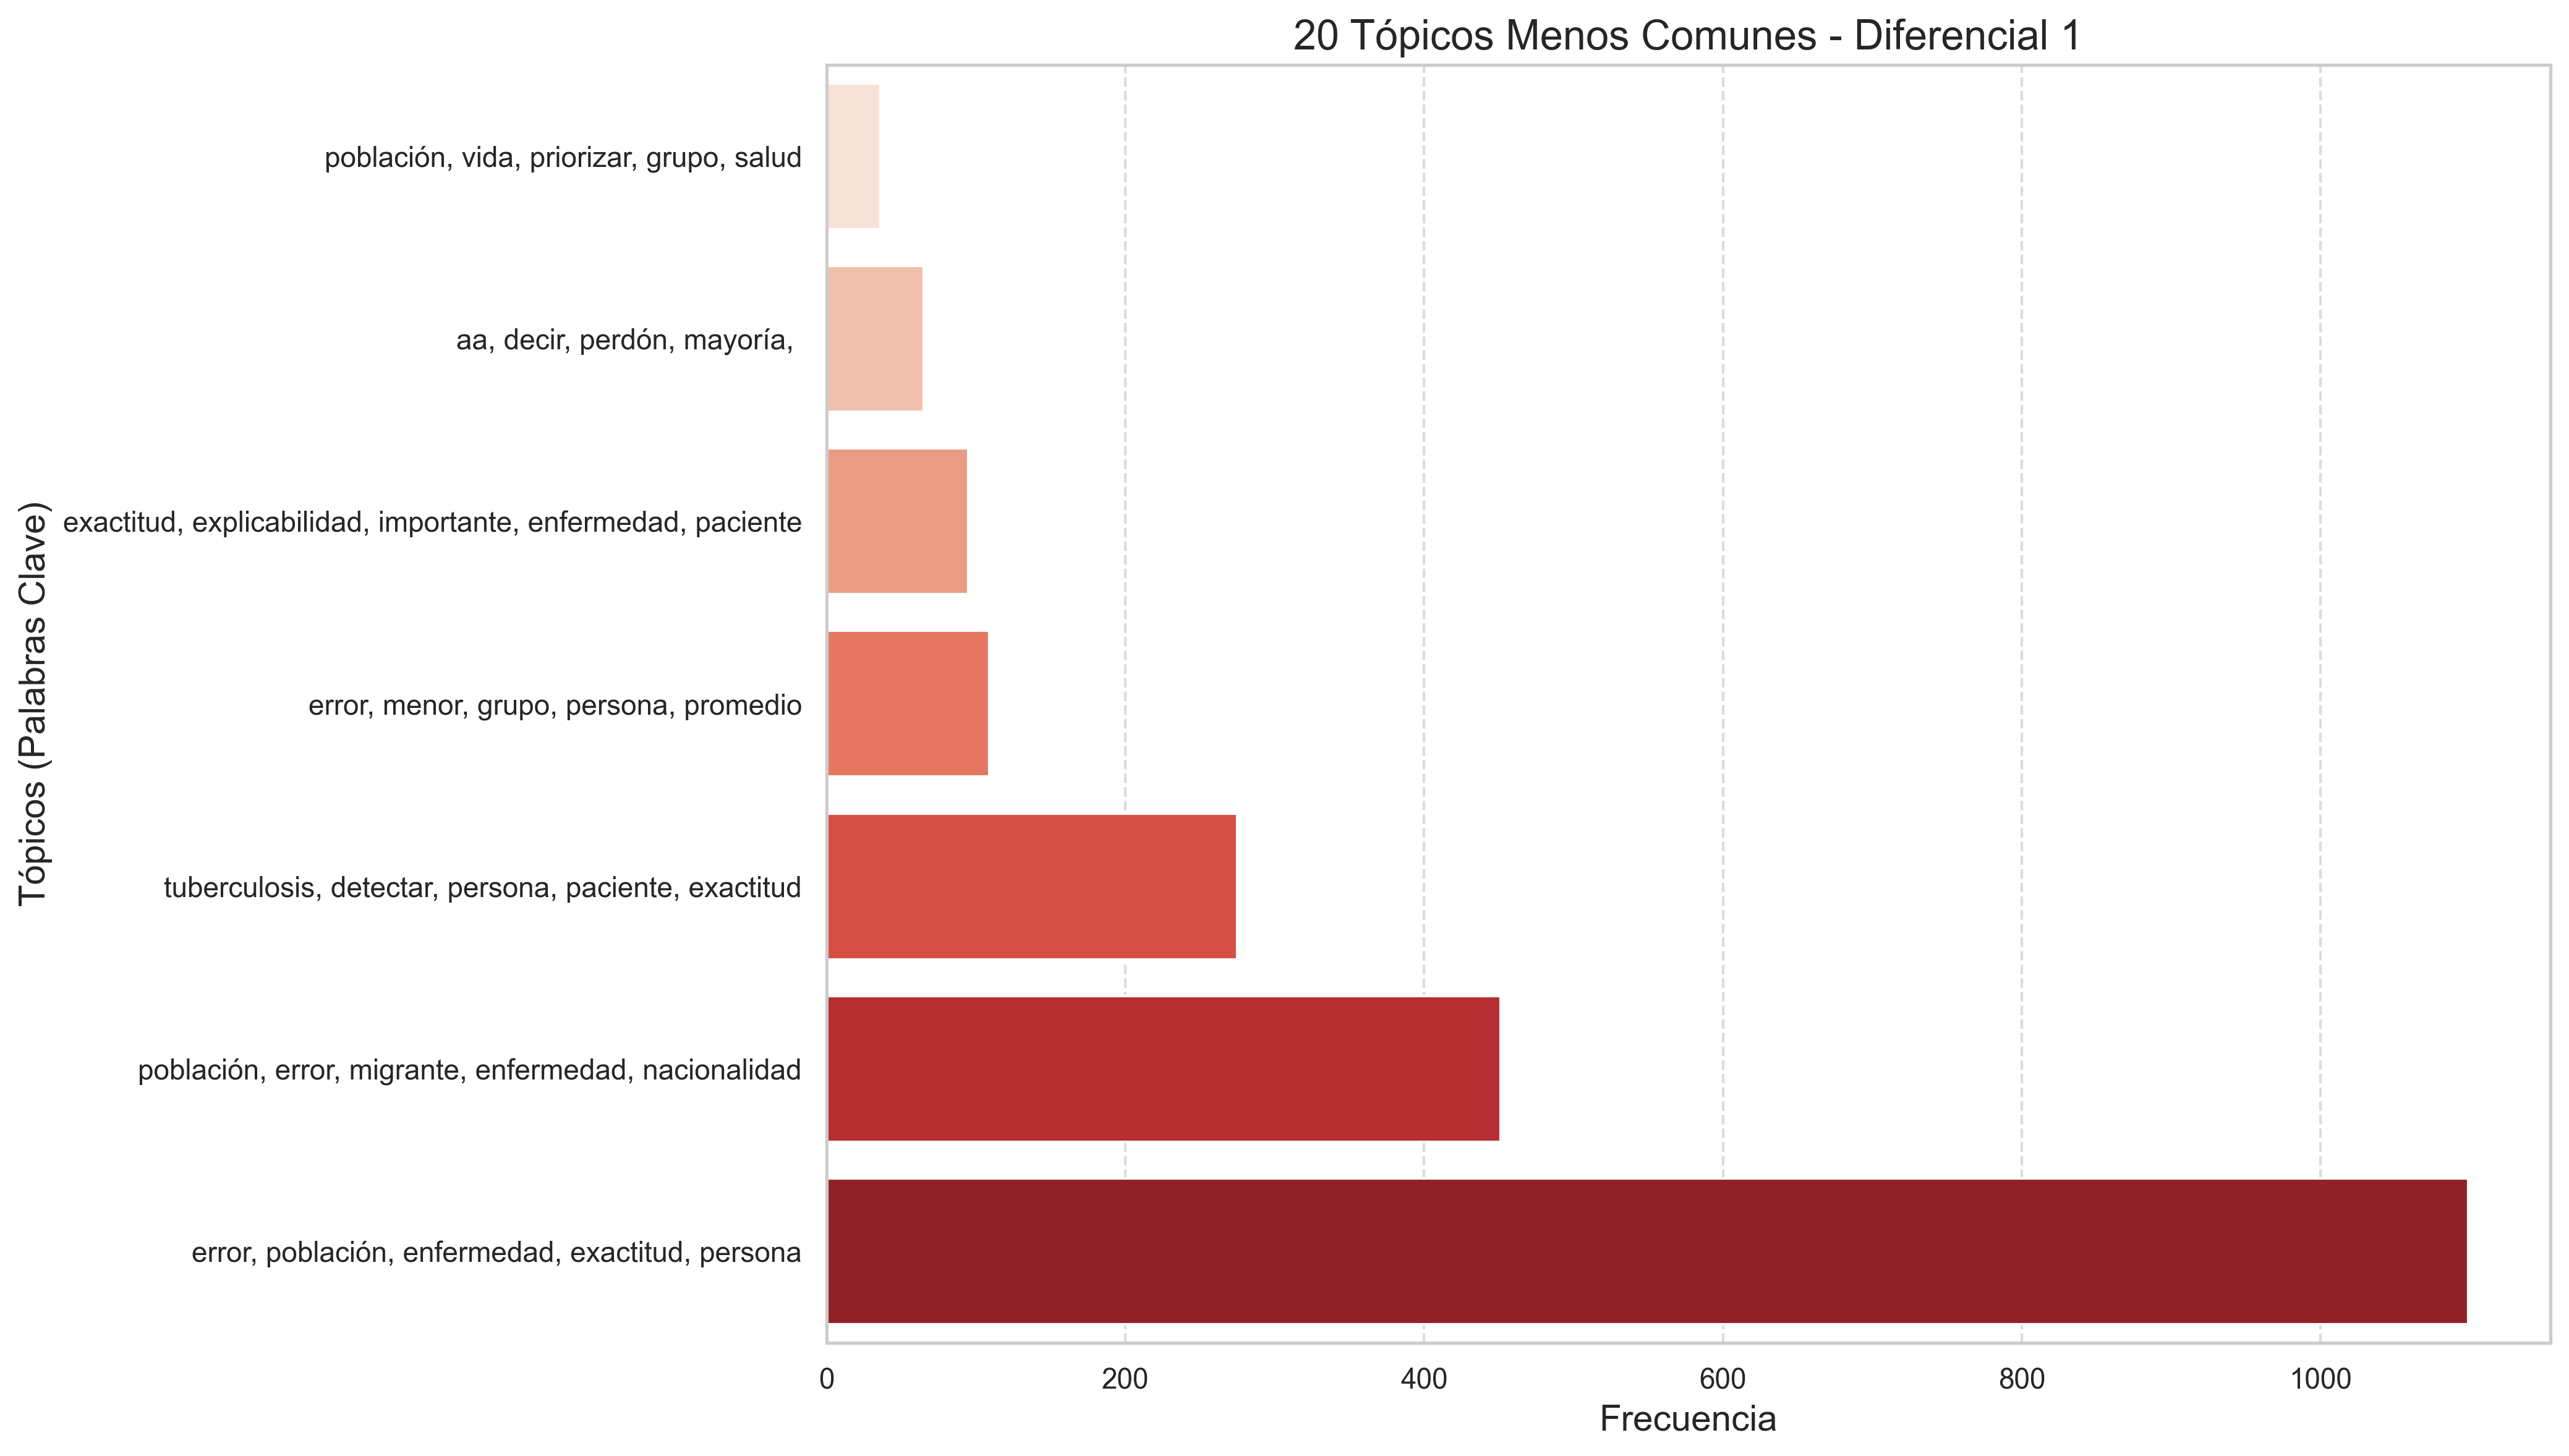 20 Tópicos Menos Comunes - Diferencial 1
Tópicos (Palabras Clave)
población, vida, priorizar, grupo, salud
aa, decir, perdón, mayoría,
exactitud, explicabilidad, importante, enfermedad, paciente
error, menor, grupo, persona, promedio
tuberculosis, detectar, persona, paciente, exactitud
población, error, migrante, enfermedad, nacionalidad
error, población, enfermedad, exactitud, persona
0 200 400 600 800 1000
Frecuencia